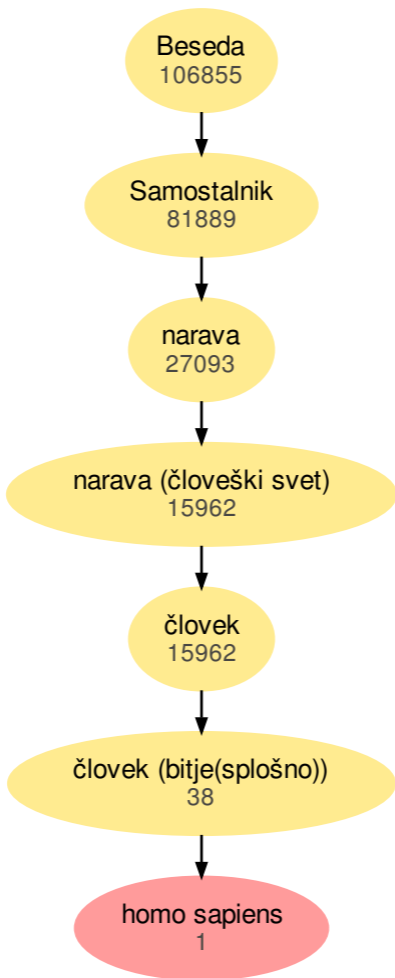 Beseda
106855
Samostalnik
81889
narava
27093
narava (človeški svet)
15962
človek
15962
človek (bitje(splošno))
38
homo sapiens
1